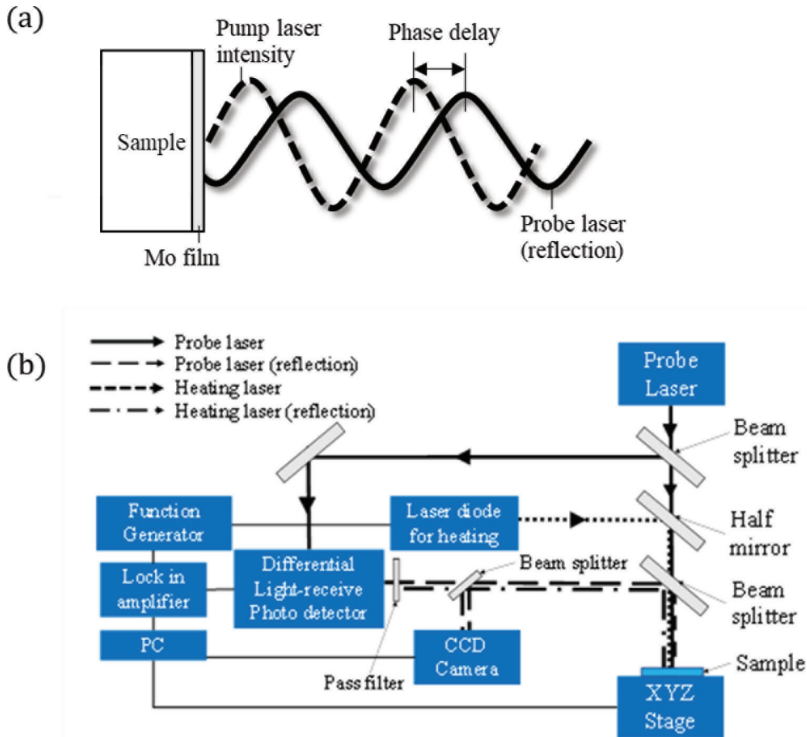 (a)
Pump laser
intensity
Phase delay
Sample
Mo film
Probe laser
(reflection)
(b)
Probe laser
Probe laser (reflection)
Heating laser
Heating laser (reflection)
Probe
Laser
Beam
splitter
Function
Generator
Laser diode
for heating
Half
mirror
Lock in
amplifier
Differential
Light-receive
Photo detector
Beam splitter
Beam
splitter
PC
Pass filter
CCD
Camera
Sample
XYZ
Stage